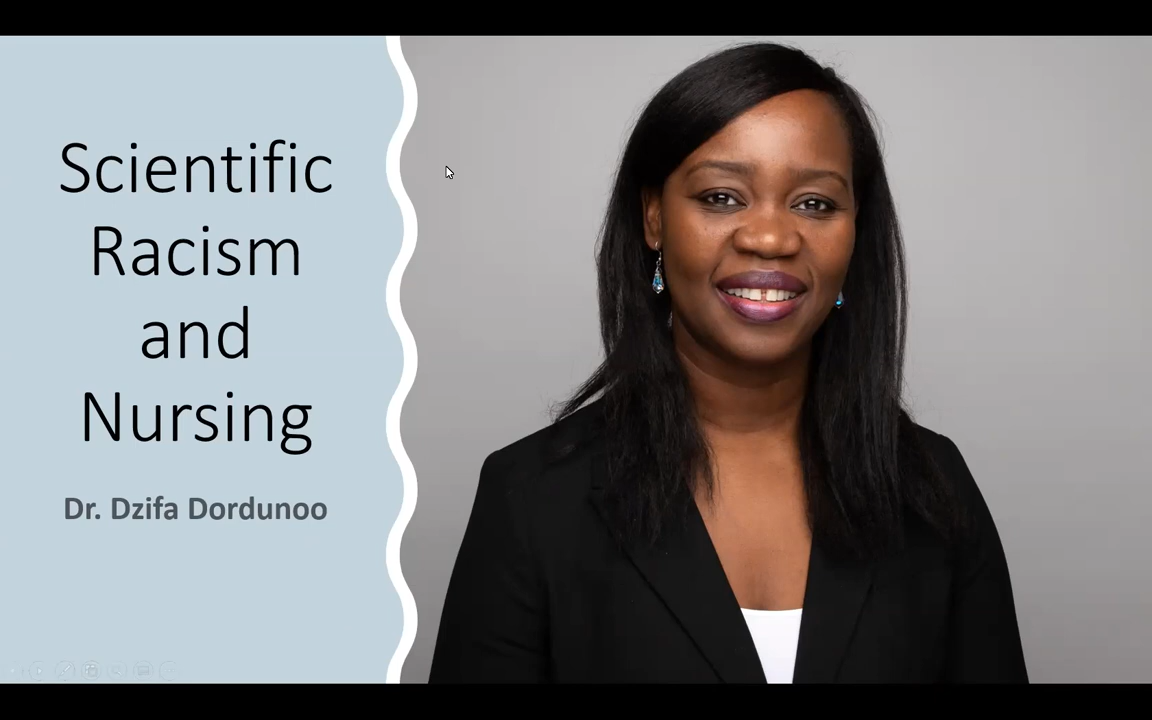 Scientific
Racism
and
Nursing
Dr. Dzifa Dordunoo